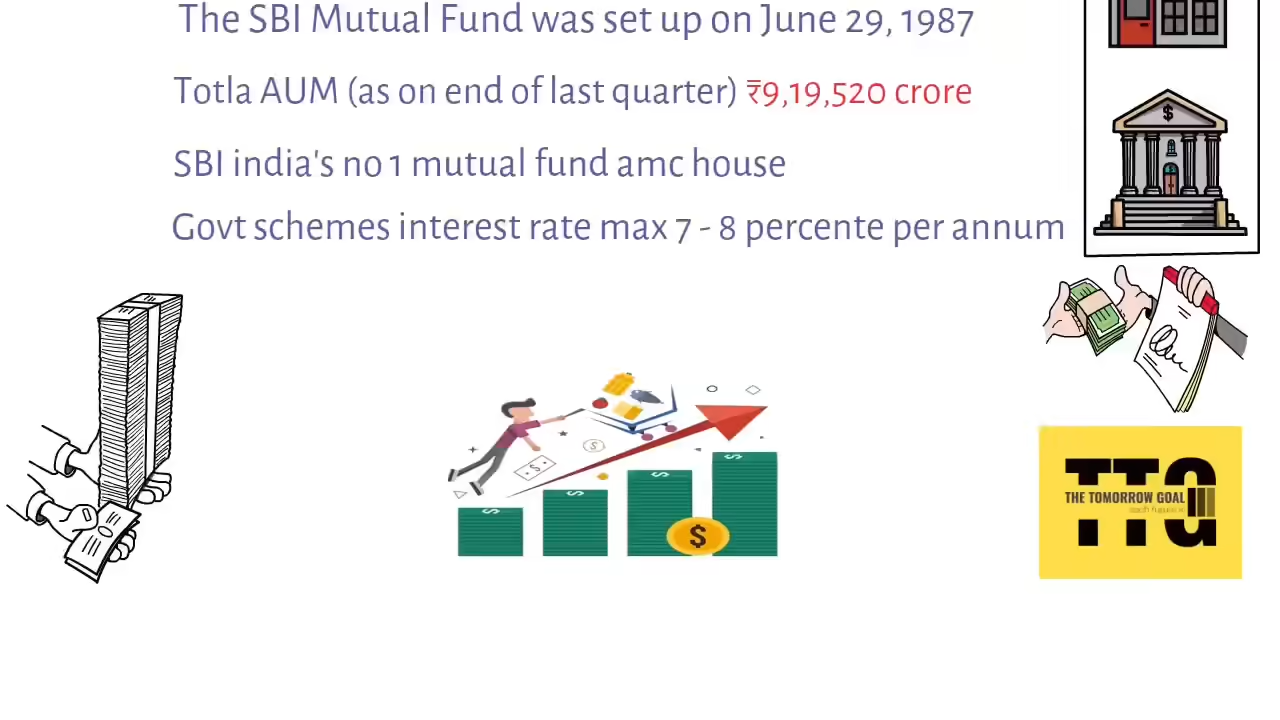 The SBI Mutual Fund was set up on June 29, 1987
Totla AUM (as on end of last quarter) ₹9,19,520 crore
SBI india's no 1 mutual fund amc house
Govt schemes interest rate max 7 - 8 percente per annum
TTG
THE TOMORROW GOAL